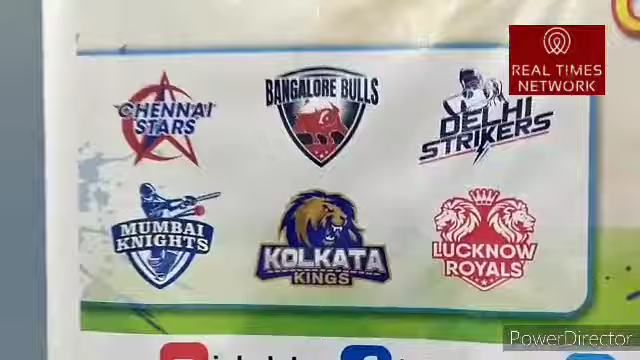 REAL TIMES
NETWORK
CHENNAI
STARS
BANGALORE BULLS
DELHI
STRIKERS
MUMBAI
KNIGHTS
KOLKATA
KINGS
LUCKNOW
ROYALS
PowerDirector